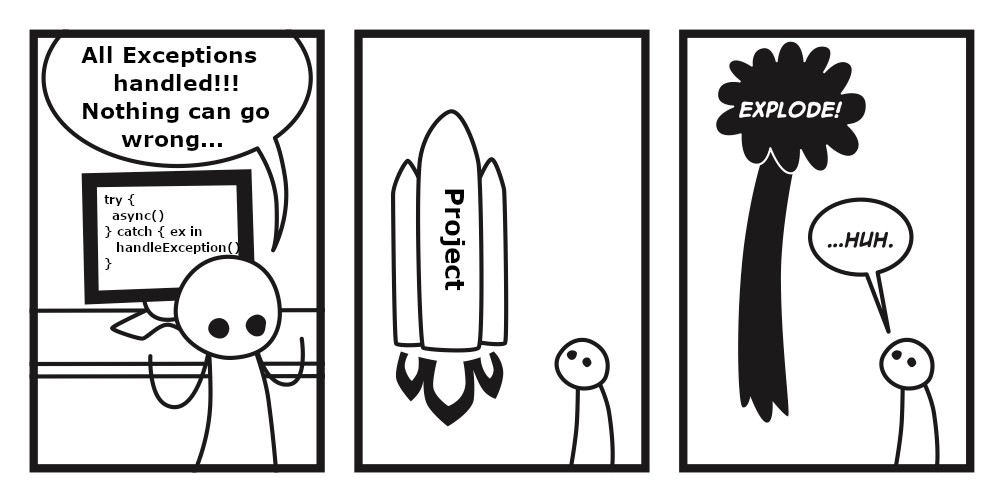 All Exceptions
handled!!!
Nothing can go
wrong...
try {
async()
} catch { ex in
handleException()
}
Project
EXPLODE!
...HUH.